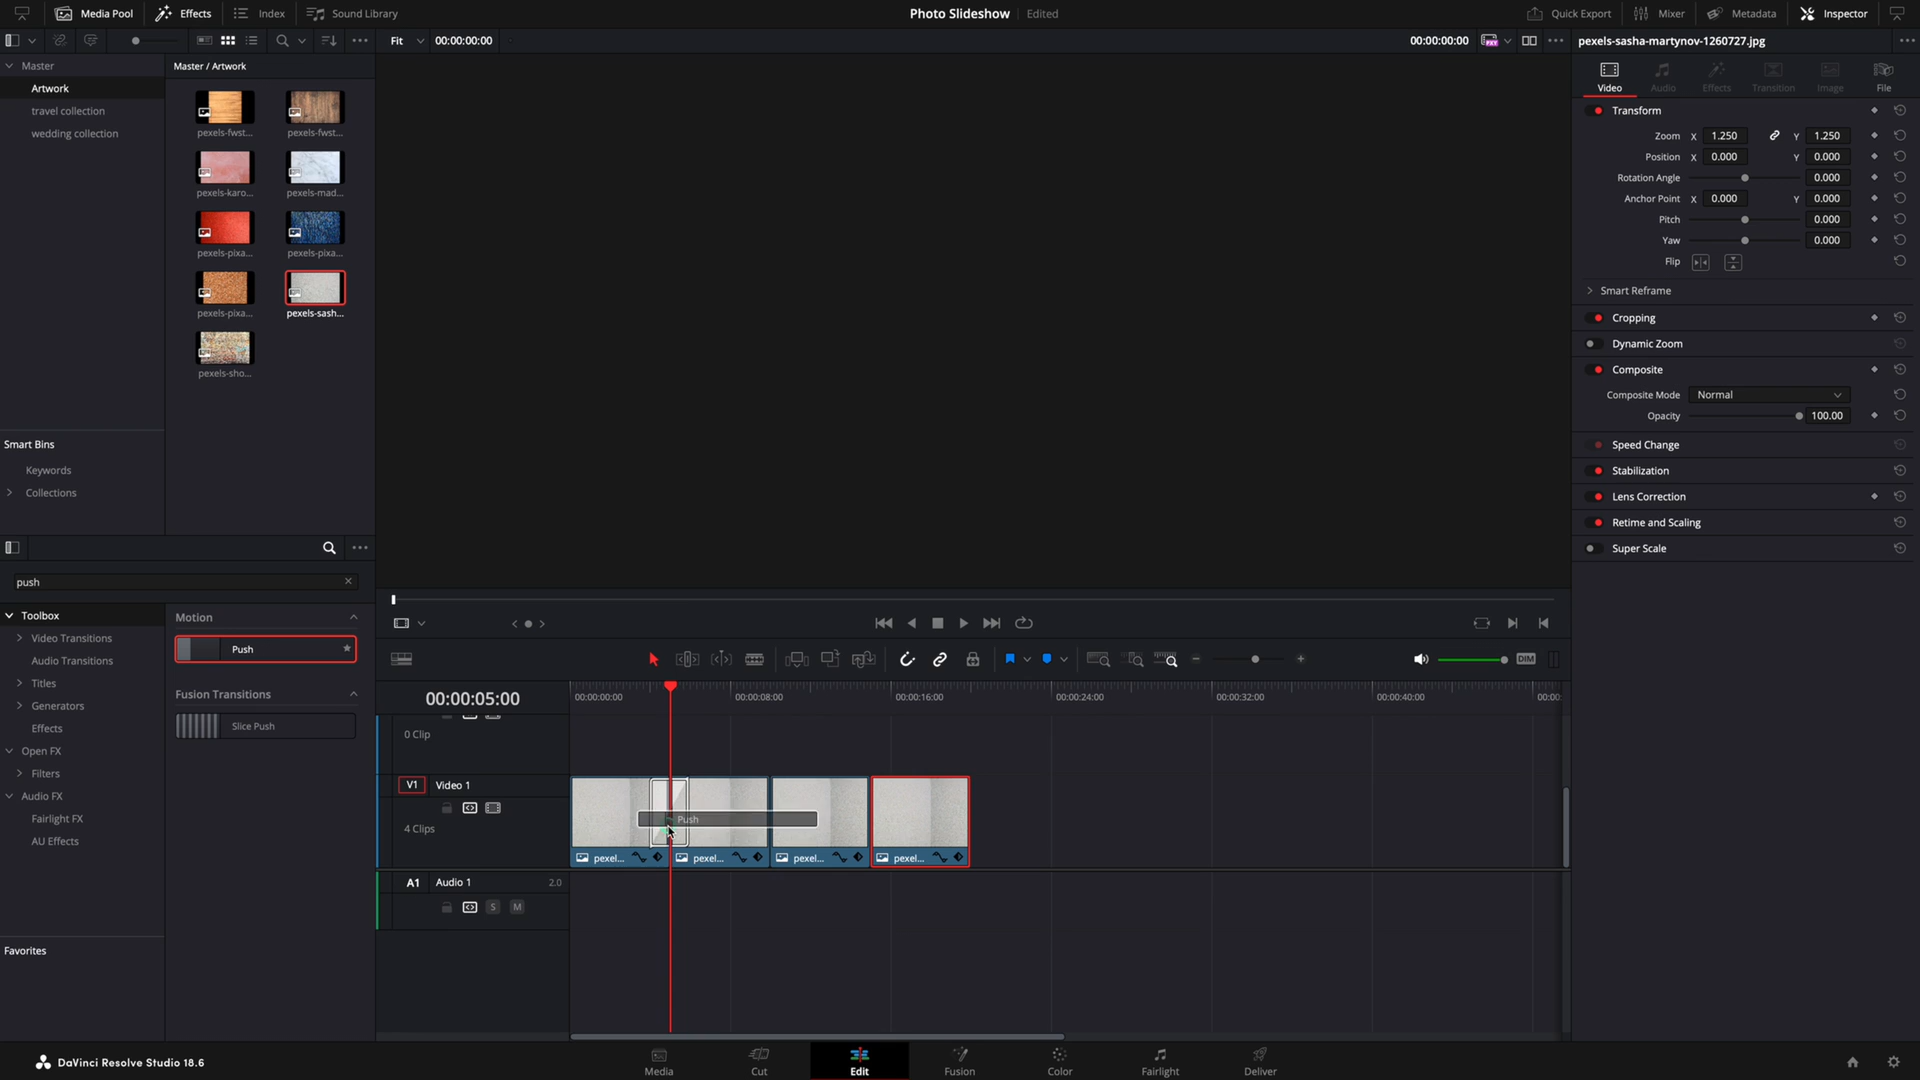 Media Pool Effects Index Sound Library Photo Slideshow Edited Quick Export Mixer Metadata Inspector
Fit 00:00:00:00 00:00:00:00 pexels-sasha-martynov-1260727.jpg
Master
Artwork
travel collection
wedding collection
Master / Artwork
pexels-fwst... pexels-fwst...
pexels-karo... pexels-mad...
pexels-pixa... pexels-pixa...
pexels-pixa... pexels-sash...
pexels-sho...
Smart Bins
Keywords
Collections
push
Toolbox
Video Transitions
Audio Transitions
Titles
Generators
Effects
Open FX
Filters
Audio FX
Fairlight FX
AU Effects
Favorites
Motion
Push
Fusion Transitions
Slice Push
Video Audio Effects Transition Image File
Transform
Zoom X 1.250 Y 1.250
Position X 0.000 Y 0.000
Rotation Angle 0.000
Anchor Point X 0.000 Y 0.000
Pitch 0.000
Yaw 0.000
Flip
Smart Reframe
Cropping
Dynamic Zoom
Composite
Composite Mode Normal
Opacity 100.00
Speed Change
Stabilization
Lens Correction
Retime and Scaling
Super Scale
DIM
00:00:05:00 00:00:00:00 00:00:08:00 00:00:16:00 00:00:24:00 00:00:32:00 00:00:40:00 00:00:
0 Clip
V1 Video 1
4 Clips
Push
pexel... pexel... pexel... pexel...
A1 Audio 1 2.0
S M
DaVinci Resolve Studio 18.6
Media Cut Edit Fusion Color Fairlight Deliver